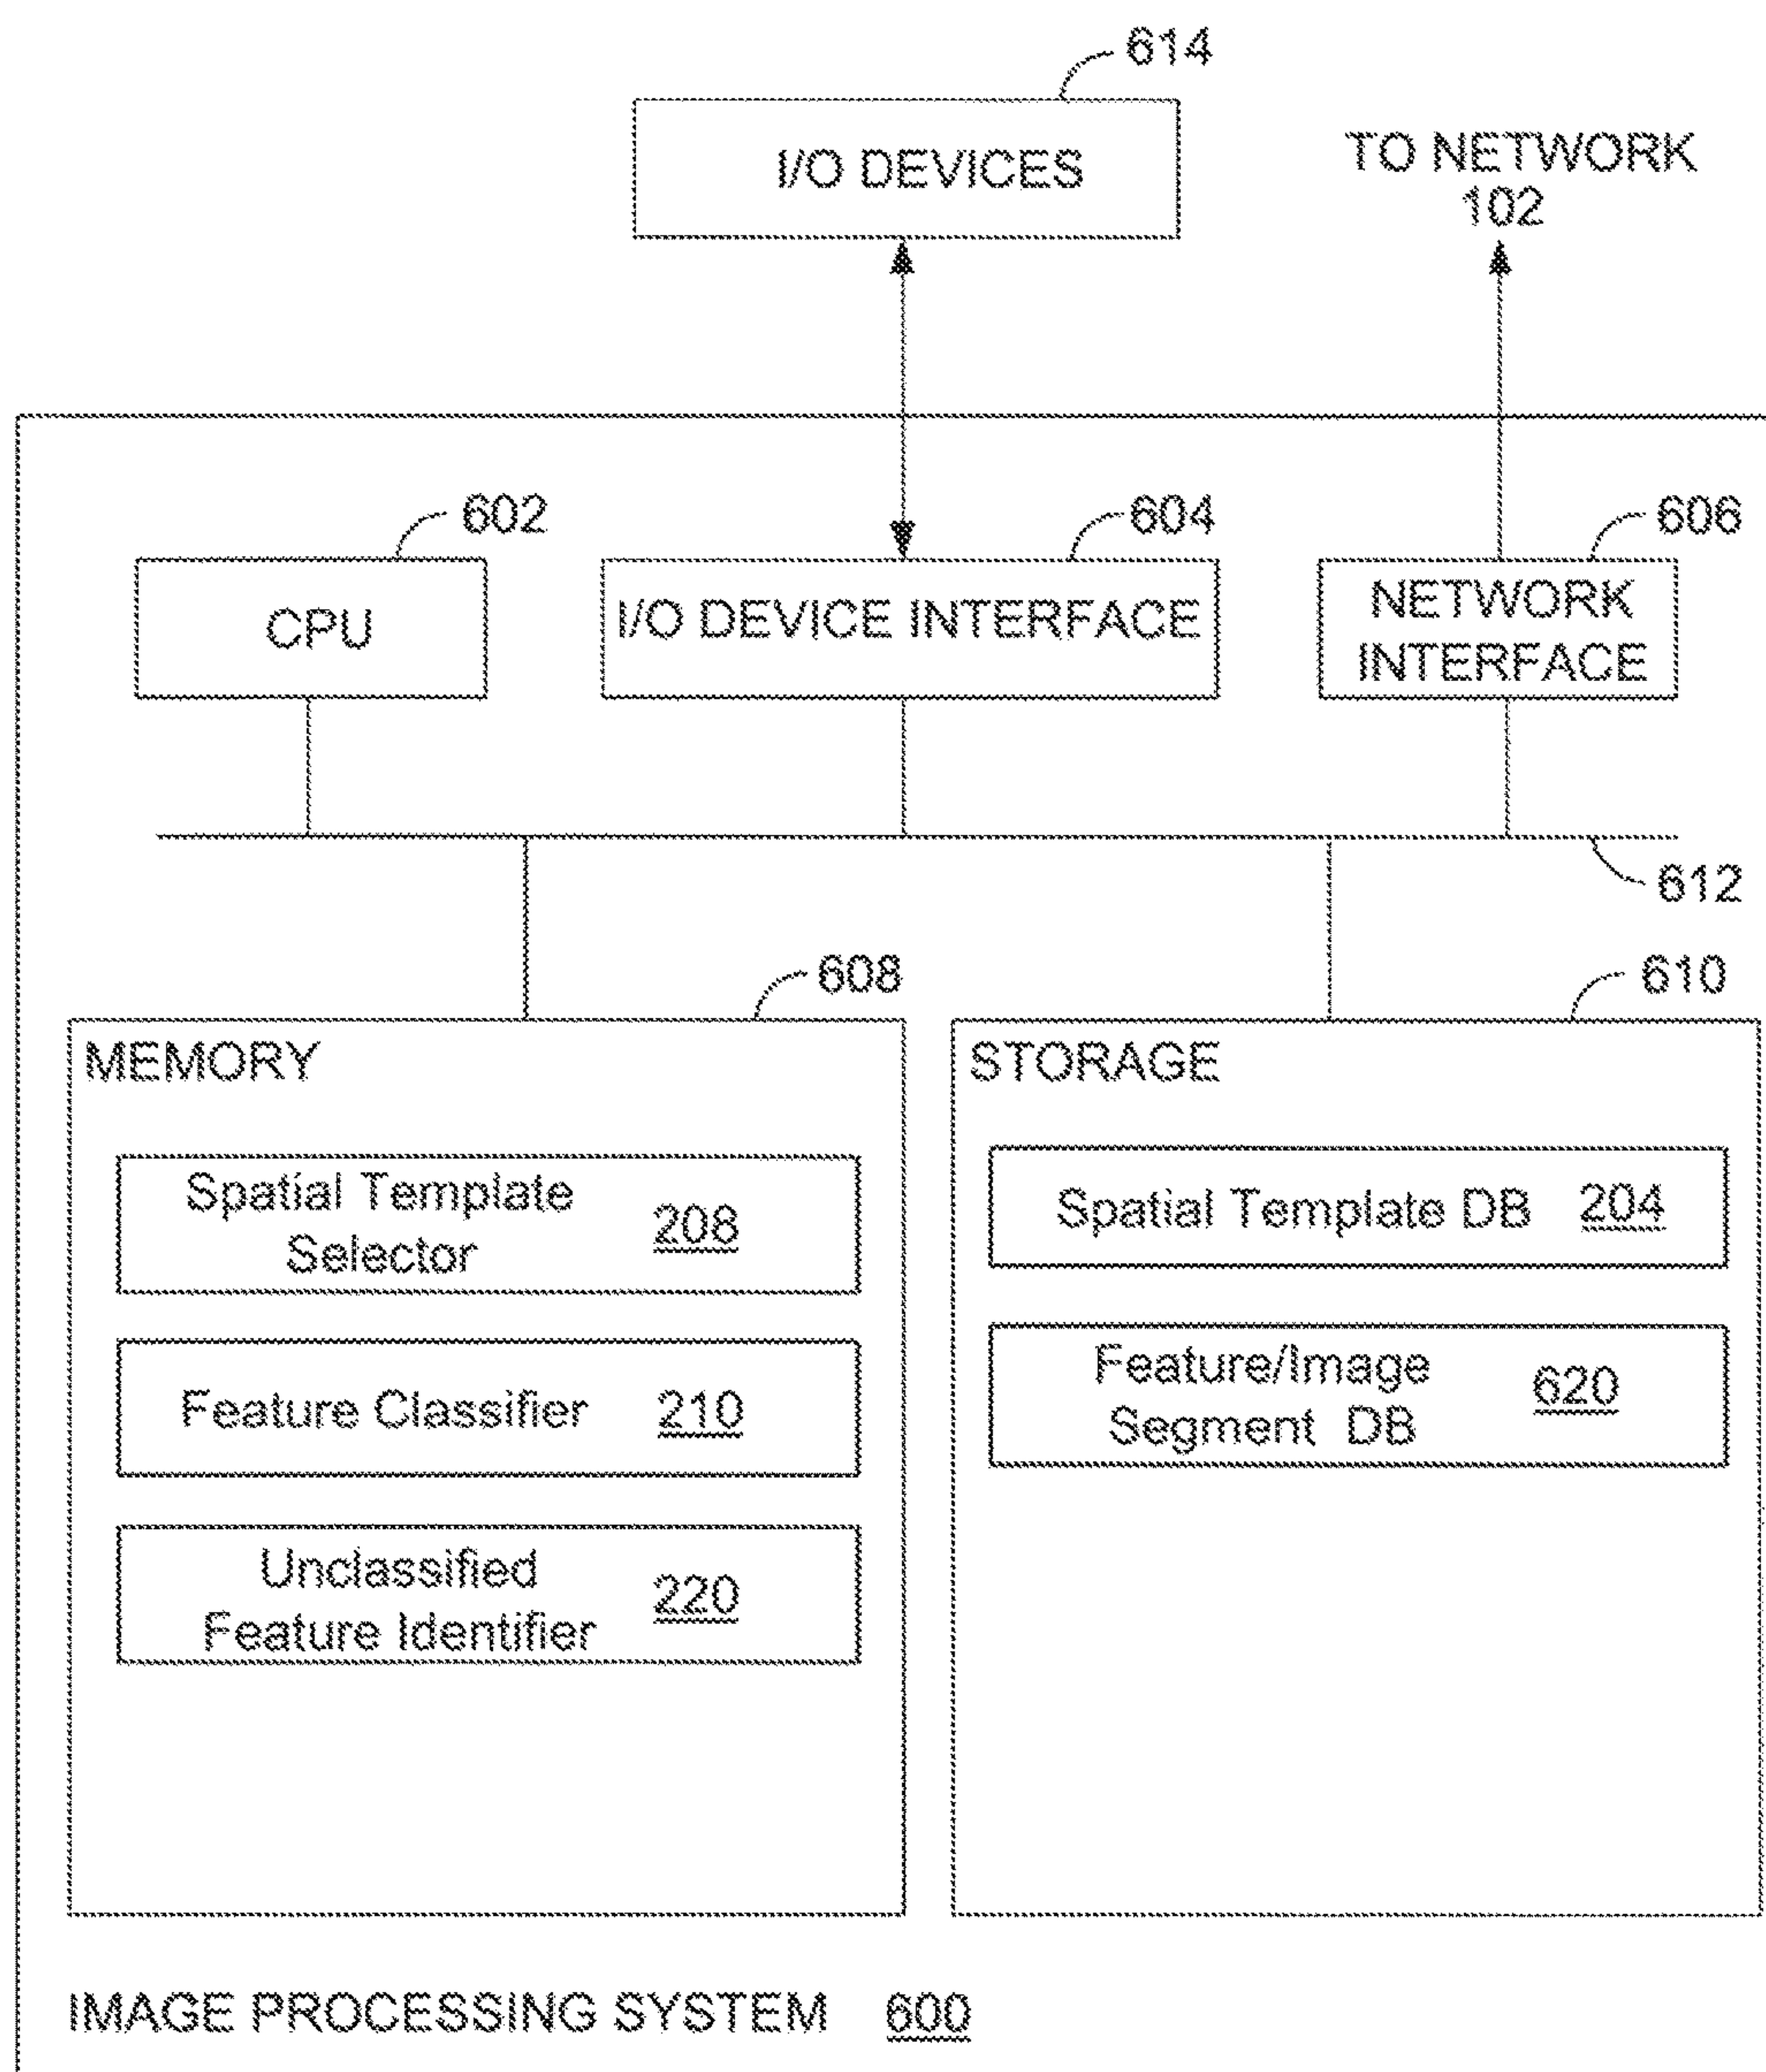 614
I/O DEVICES
TO NETWORK
102
602
604
606
CPU
I/O DEVICE INTERFACE
NETWORK
INTERFACE
612
608
610
MEMORY
Spatial Template
Selector
208
Feature Classifier 210
Unclassified
Feature Identifier
220
STORAGE
Spatial Template DB 204
Feature/Image
Segment DB
620
IMAGE PROCESSING SYSTEM 600